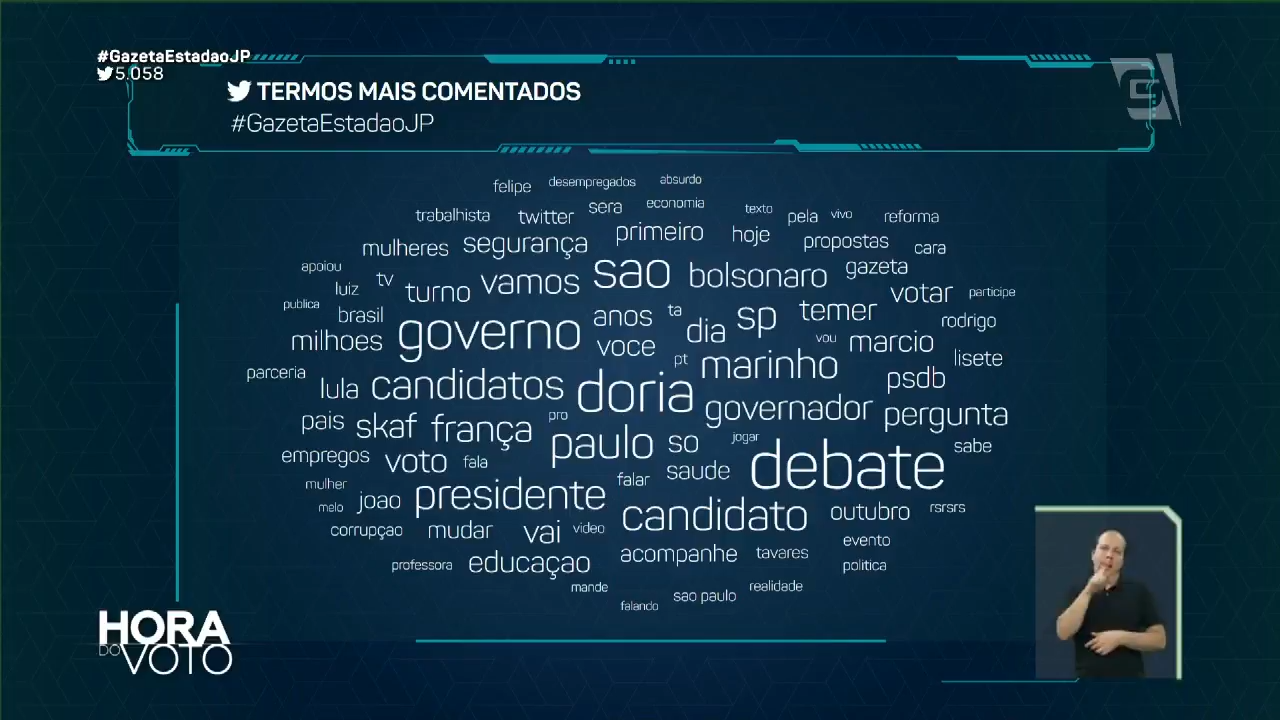 #GazetaEstadaoJP
5.058
TERMOS MAIS COMENTADOS
#GazetaEstadaoJP
felipe desempregados absurdo
trabalhista twitter sera economia texto pela vivo reforma
mulheres segurança primeiro hoje propostas cara
apoiou luiz tv turno vamos sao bolsonaro gazeta votar participe
publica brasil governo anos ta dia sp temer rodrigo
milhoes voce pt vou marinho marcio lisete
parceria lula candidatos doria governador psdb pergunta
pais skaf frança pro paulo so jogar sabe
empregos voto fala falar saude debate
mulher melo joao presidente candidato outubro rsrsrs
corrupçao mudar vai video acompanhe tavares evento
professora educaçao mande falando sao paulo realidade politica
HORA
DO VOTO